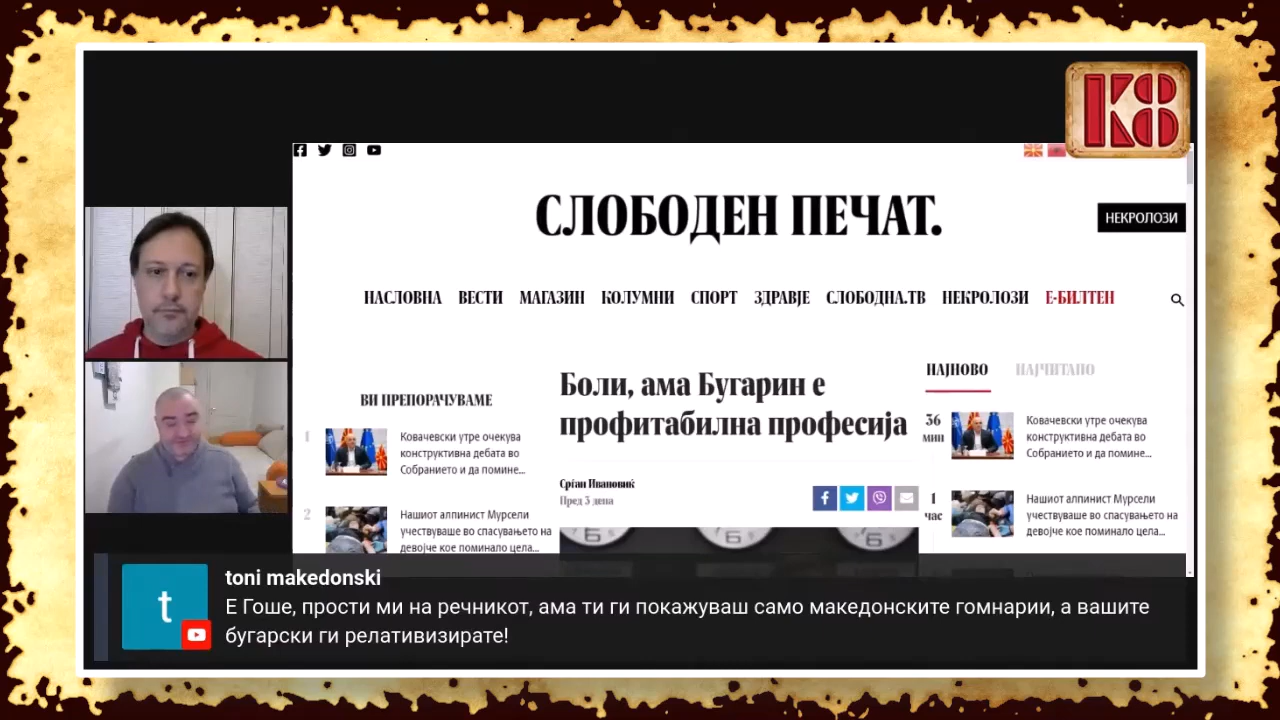 K8
СЛОБОДЕН ПЕЧАТ.
НЕКРОЛОЗИ
НАСЛОВНА ВЕСТИ МАГАЗИН КОЛУМНИ СПОРТ ЗДРАВЈЕ СЛОБОДНА.ТВ НЕКРОЛОЗИ Е-БИЛТЕН
ВИ ПРЕПОРАЧУВАМЕ
1
Ковачевски утре очекува
конструктивна дебата во
Собранието и да помине...
2
Нашиот алпинист Мурсели
учествуваше во спасувањето на
девојче кое поминало цела...
Боли, ама Бугарин е
профитабилна професија
Срѓан Ивановиќ
Пред 3 дена
6 6 6
НАЈНОВО НАЈЧИТАНО
36
мин
Ковачевски утре очекува
конструктивна дебата во
Собранието и да помине...
1
час
Нашиот алпинист Мурсели
учествуваше во спасувањето на
девојче кое поминало цела...
t
toni makedonski
Е Гоше, прости ми на речникот, ама ти ги покажуваш само македонските гомнарии, а вашите
бугарски ги релативизирате!